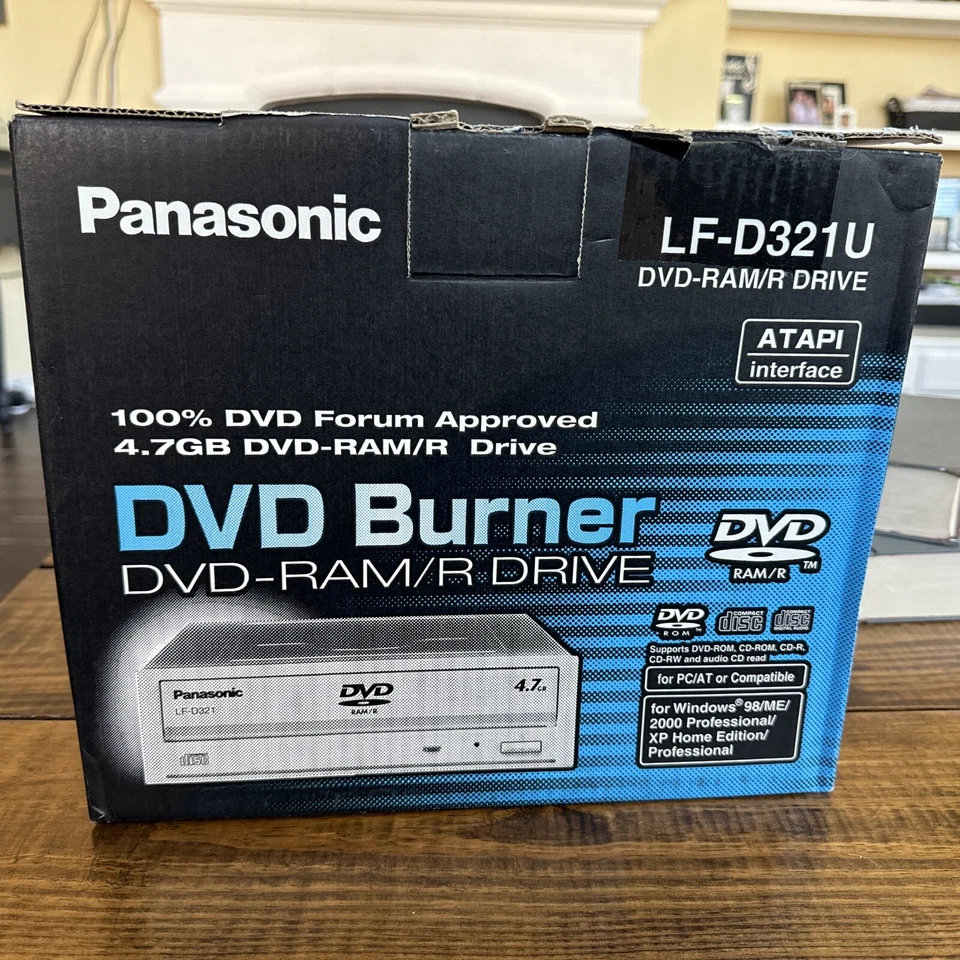 Panasonic
LF-D321U
DVD-RAM/R DRIVE
ATAPI
interface
100% DVD Forum Approved
4.7GB DVD-RAM/R Drive
DVD Burner
DVD-RAM/R DRIVE
DVD
RAM/R
TM
DVD
ROM
COMPACT
disc
COMPACT
disc
DIGITAL AUDIO
Supports DVD-ROM, CD-ROM, CD-R,
CD-RW and audio CD read
for PC/AT or Compatible
for Windows® 98/ME/
2000 Professional/
XP Home Edition/
Professional
Panasonic
LF-D321
DVD
RAM/R
4.7GB
disc